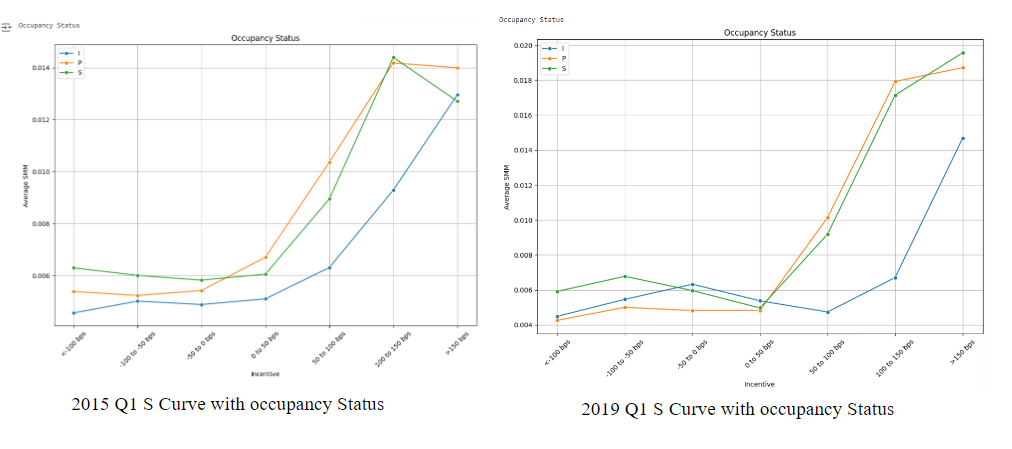 Occupancy Status
Occupancy Status
I
P
S
0.014
0.012
0.010
0.008
0.006
Average SMM
<-100 bps
-100 to -50 bps
-50 to 0 bps
0 to 50 bps
50 to 100 bps
100 to 150 bps
>150 bps
Incentive
2015 Q1 S Curve with occupancy Status
Occupancy Status
Occupancy Status
I
P
S
0.020
0.018
0.016
0.014
0.012
0.010
0.008
0.006
0.004
Average SMM
<-100 bps
-100 to -50 bps
-50 to 0 bps
0 to 50 bps
50 to 100 bps
100 to 150 bps
>150 bps
Incentive
2019 Q1 S Curve with occupancy Status